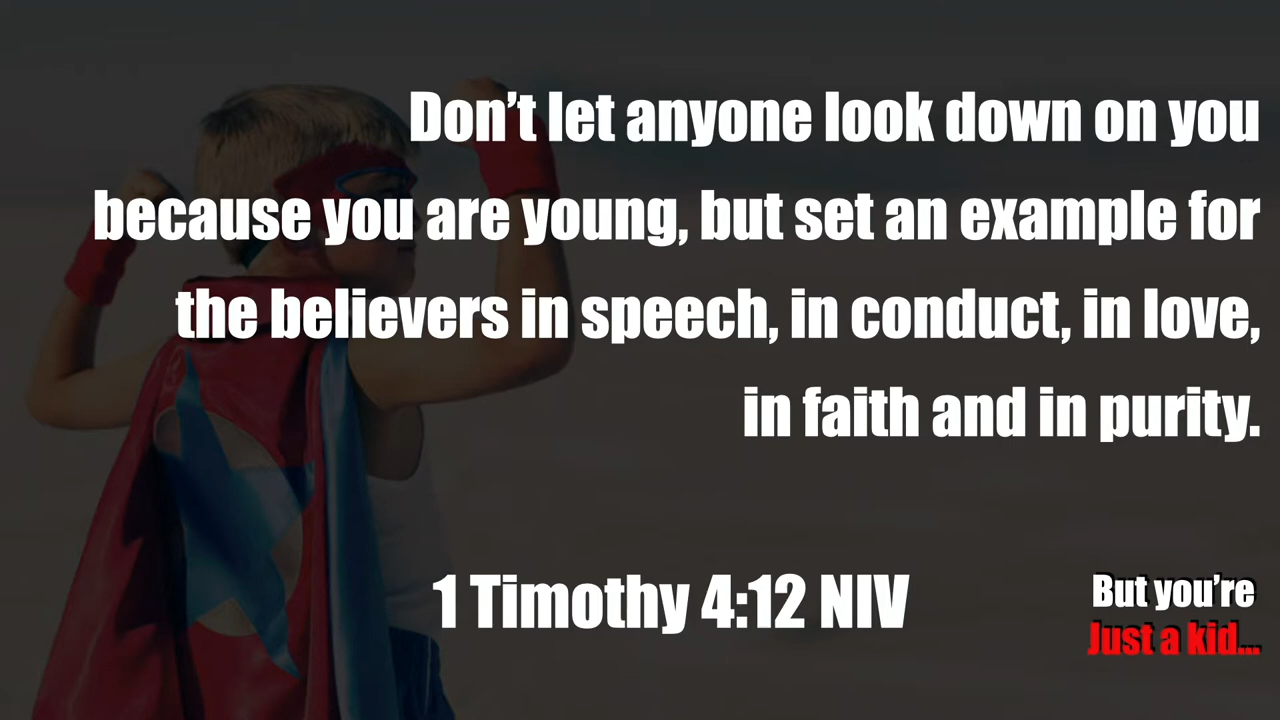 Don’t let anyone look down on you
because you are young, but set an example for
the believers in speech, in conduct, in love,
in faith and in purity.
1 Timothy 4:12 NIV
But you’re
Just a kid...